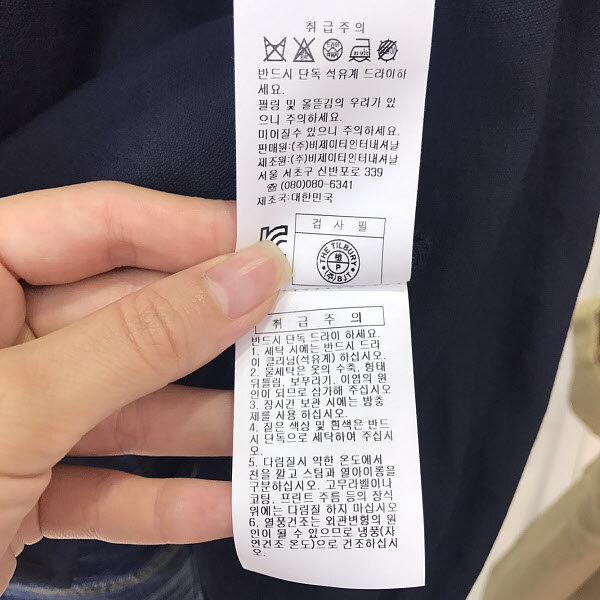 취급주의
반드시 단독 석유계 드라이하
세요.
필링 및 올뜯김의 우려가 있
으니 주의하세요.
미어질수 있으니 주의하세요.
판매원:(주)비제이티인터내셔날
제조원:(주)비제이티인터내셔날
서울 서초구 신반포로 339
☎ (080)080-6341
제조국:대한민국
검사필
THE TILBURY
P
(주)BJT
취급주의
반드시 단독 드라이 하세요.
1. 세탁 시에는 반드시 드라
이 클리닝(석유계) 하십시오.
2. 물세탁은 옷의 수축, 형태
뒤틀림, 보푸라기, 이염의 원
인이 되므로 삼가해 주십시오
3. 장시간 보관 시에는 방충
제를 사용 하십시오
4. 짙은 색상 및 흰색은 반드
시 단독으로 세탁하여 주십시
오
5. 다림질시 약한 온도에서
천을 깔고 스팀과 열아이롱을
구분하십시오. 고무라벨이나
코팅, 프린트 주름 등의 장식
위에는 다림질 하지 마십시오
6. 열풍건조는 외관변형의 원
인이 될 수 있으므로 냉풍(자
연건조 온도)으로 건조하십시
오.